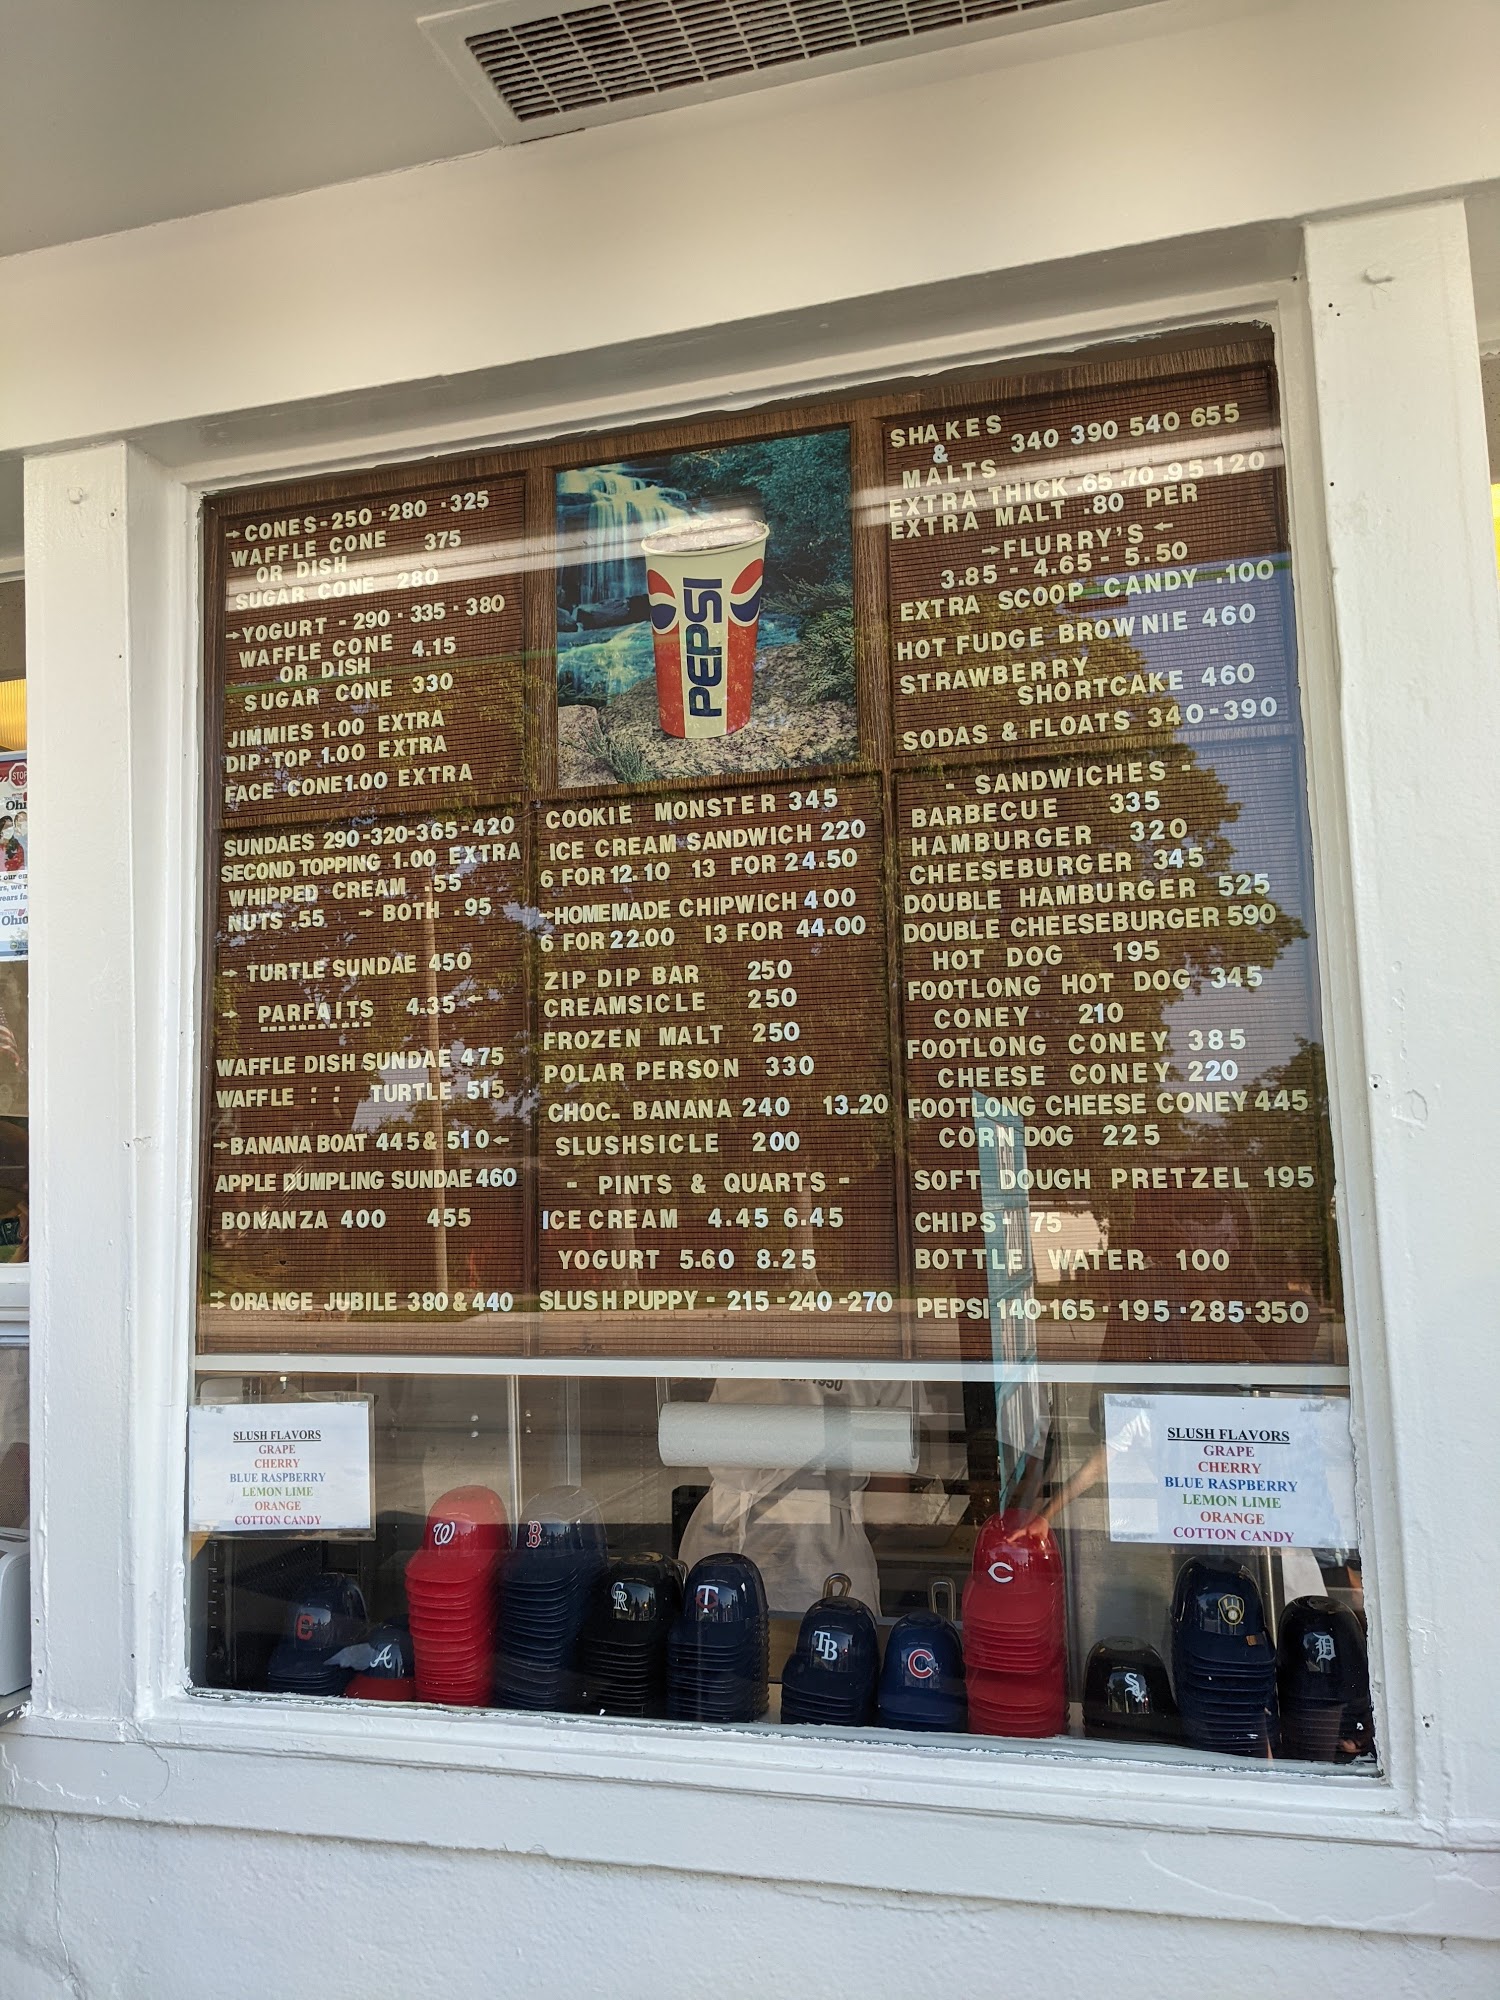 →CONES-250·280·325
WAFFLE CONE 375
OR DISH
SUGAR CONE 280
→YOGURT-290·335·380
WAFFLE CONE 4.15
OR DISH
SUGAR CONE 330
JIMMIES 1.00 EXTRA
DIP·TOP 1.00 EXTRA
FACE CONE1.00 EXTRA
SUNDAES 290-320-365-420
SECOND TOPPING 1.00 EXTRA
WHIPPED CREAM .55
NUTS .55 → BOTH .95
→ TURTLE SUNDAE 450
→ PARFAITS 4.35 ←
WAFFLE DISH SUNDAE 475
WAFFLE : : TURTLE 515
→BANANA BOAT 445& 510←
APPLE DUMPLING SUNDAE 460
BONANZA 400 455
→ORANGE JUBILE 380&440
PEPSI
COOKIE MONSTER 345
ICE CREAM SANDWICH 220
6 FOR 12.10 13 FOR 24.50
→HOMEMADE CHIPWICH 400
6 FOR 22.00 13 FOR 44.00
ZIP DIP BAR 250
CREAMSICLE 250
FROZEN MALT 250
POLAR PERSON 330
CHOC. BANANA 240 13.20
SLUSHSICLE 200
- PINTS & QUARTS -
ICE CREAM 4.45 6.45
YOGURT 5.60 8.25
SLUSH PUPPY - 215-240-270
SHAKES
&
MALTS 340 390 540 655
EXTRA THICK .65 .70 .95 120
EXTRA MALT .80 PER
→FLURRY'S←
3.85 - 4.65 - 5.50
EXTRA SCOOP CANDY .100
HOT FUDGE BROWNIE 460
STRAWBERRY
SHORTCAKE 460
SODAS & FLOATS 340-390
- SANDWICHES -
BARBECUE 335
HAMBURGER 320
CHEESEBURGER 345
DOUBLE HAMBURGER 525
DOUBLE CHEESEBURGER 590
HOT DOG 195
FOOTLONG HOT DOG 345
CONEY 210
FOOTLONG CONEY 385
CHEESE CONEY 220
FOOTLONG CHEESE CONEY 445
CORN DOG 225
SOFT DOUGH PRETZEL 195
CHIPS- 75
BOTTLE WATER 100
PEPSI 140·165·195·285·350
SLUSH FLAVORS
GRAPE
CHERRY
BLUE RASPBERRY
LEMON LIME
ORANGE
COTTON CANDY
SLUSH FLAVORS
GRAPE
CHERRY
BLUE RASPBERRY
LEMON LIME
ORANGE
COTTON CANDY
W
B
CR
T
TB
C
C
Sox
D
A
STOP